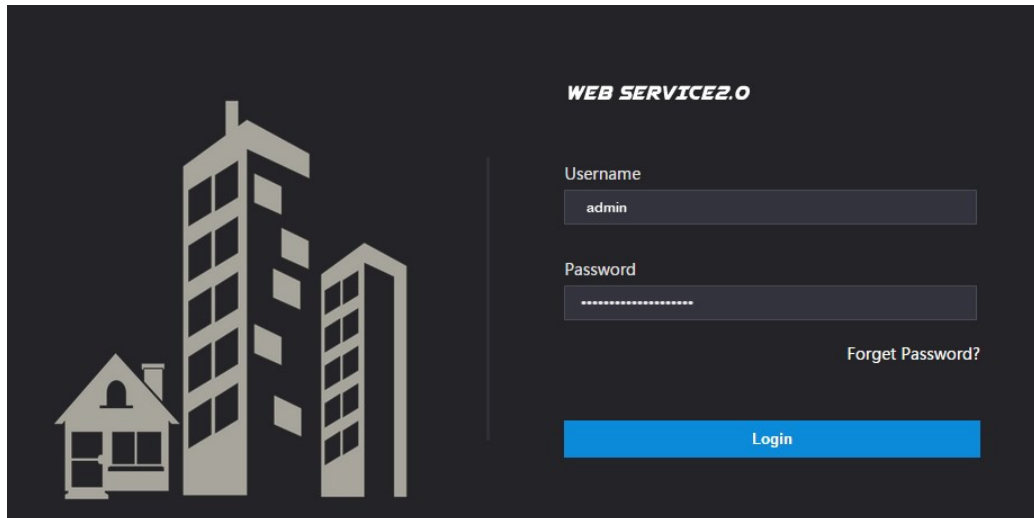 WEB SERVICE2.0
Username
admin
Password
••••••••••••••••••••
Forget Password?
Login